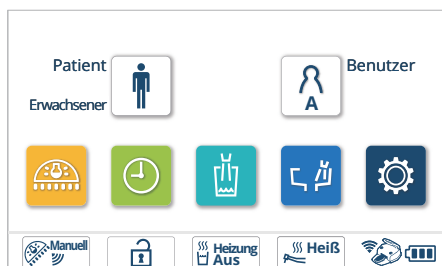 Patient
Benutzer
Erwachsener
A
Manuell
Heizung
Aus
Heiß